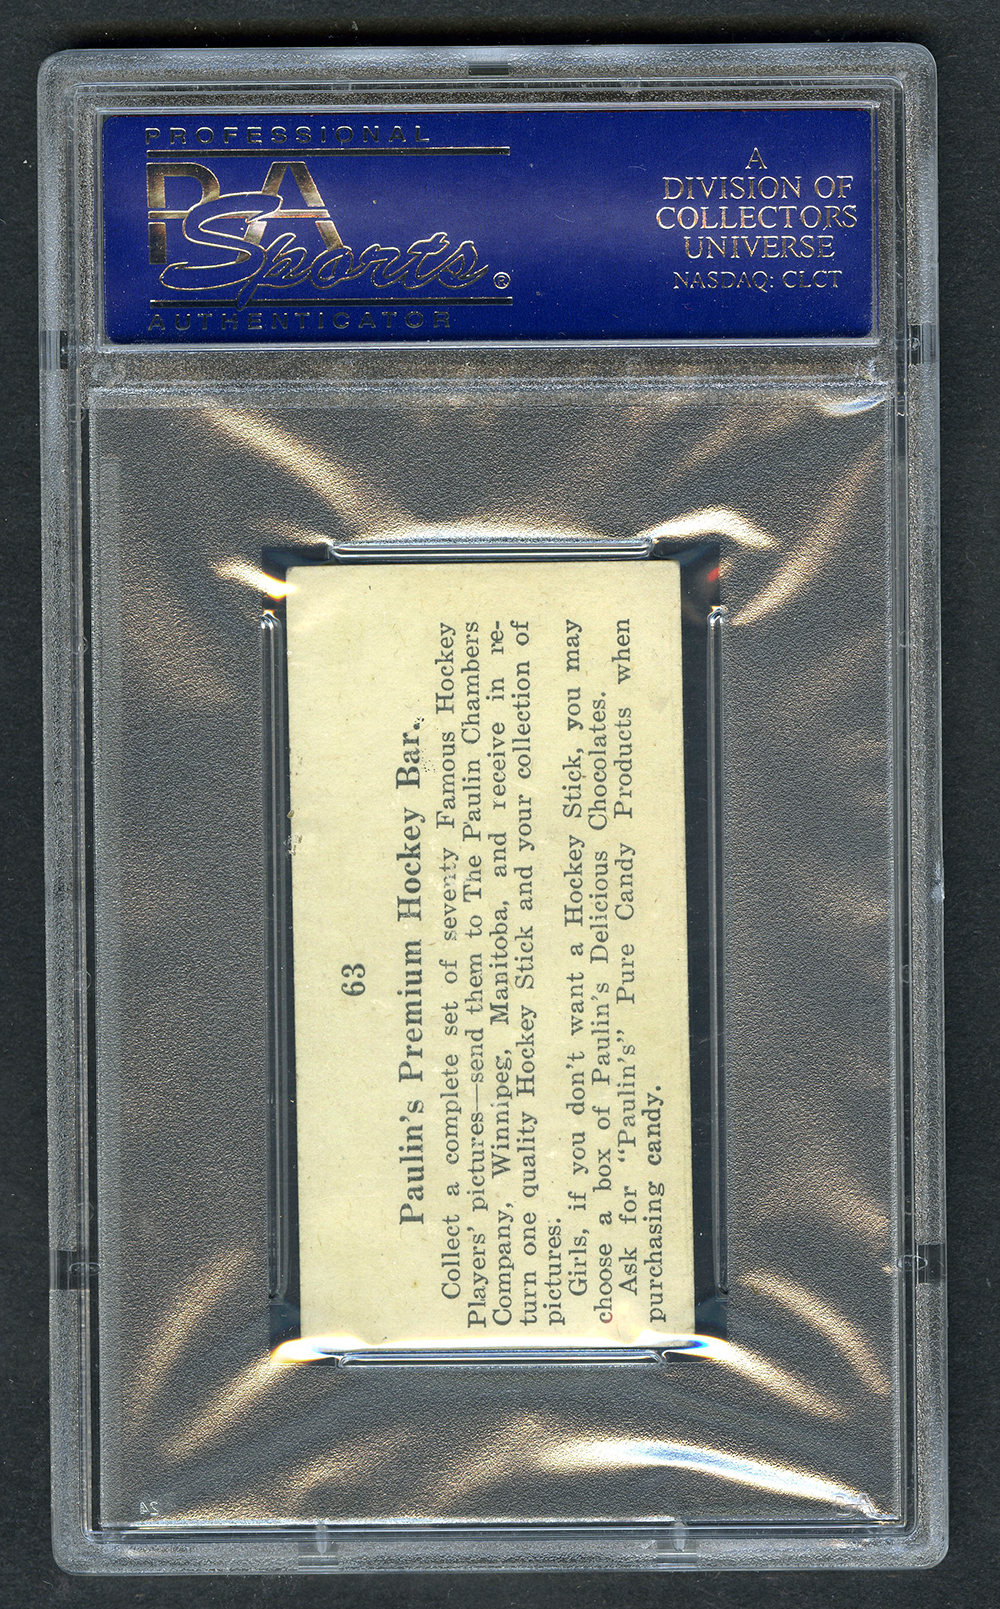 PROFESSIONAL
PSA
Sports®
AUTHENTICATOR
A
DIVISION OF
COLLECTORS
UNIVERSE
NASDAQ: CLCT
63
Paulin's Premium Hockey Bar.
Collect a complete set of seventy Famous Hockey
Players' pictures—send them to The Paulin Chambers
Company, Winnipeg, Manitoba, and receive in re-
turn one quality Hockey Stick and your collection of
pictures.
Girls, if you don't want a Hockey Stick, you may
choose a box of Paulin's Delicious Chocolates.
Ask for "Paulin's" Pure Candy Products when
purchasing candy.
24